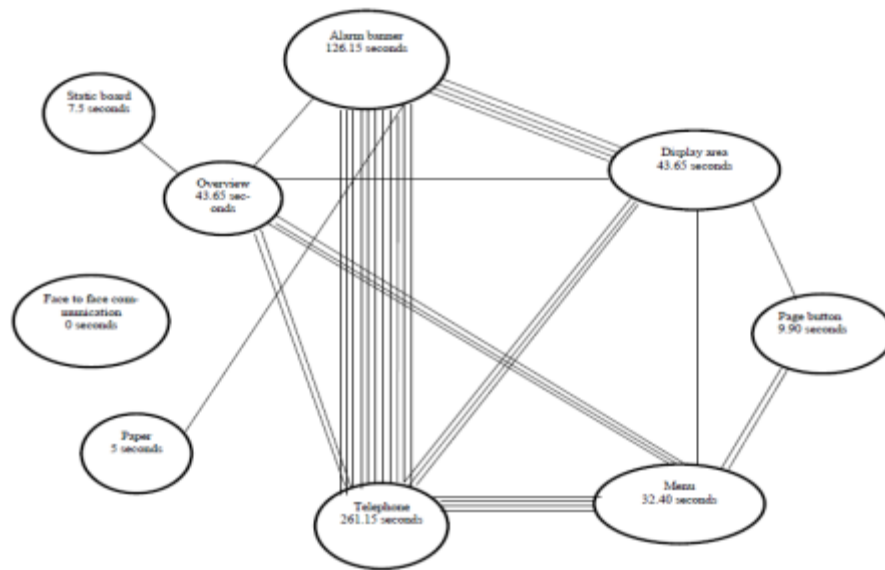 Alarm banner
126.15 seconds
Static board
7.5 seconds
Display area
43.65 seconds
Overview
43.65 sec-
onds
Face to face com-
munication
0 seconds
Page button
9.90 seconds
Paper
5 seconds
Menu
32.40 seconds
Telephone
261.15 seconds